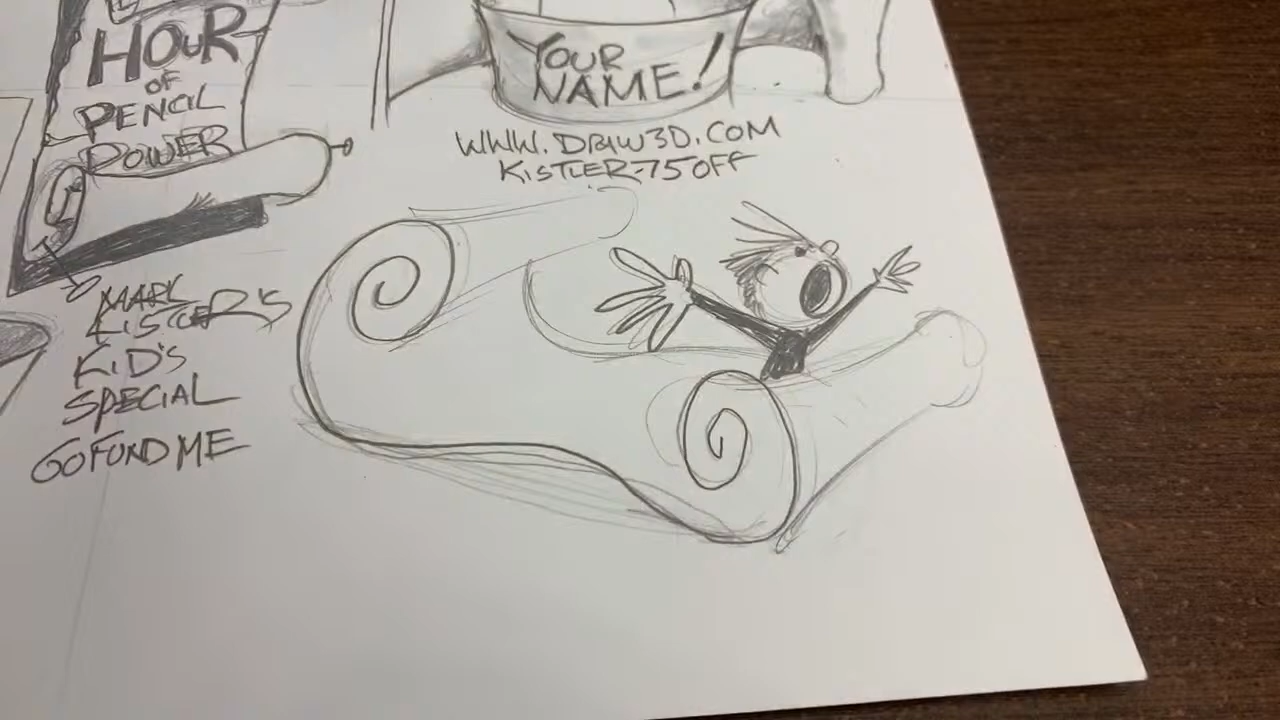 HOUR
OF
PENCIL
POWER
YOUR
NAME!
WWW.DRAW3D.COM
KISTLER-75OFF
MARK
KISTLER'S
KID'S
SPECIAL
GOFUNDME